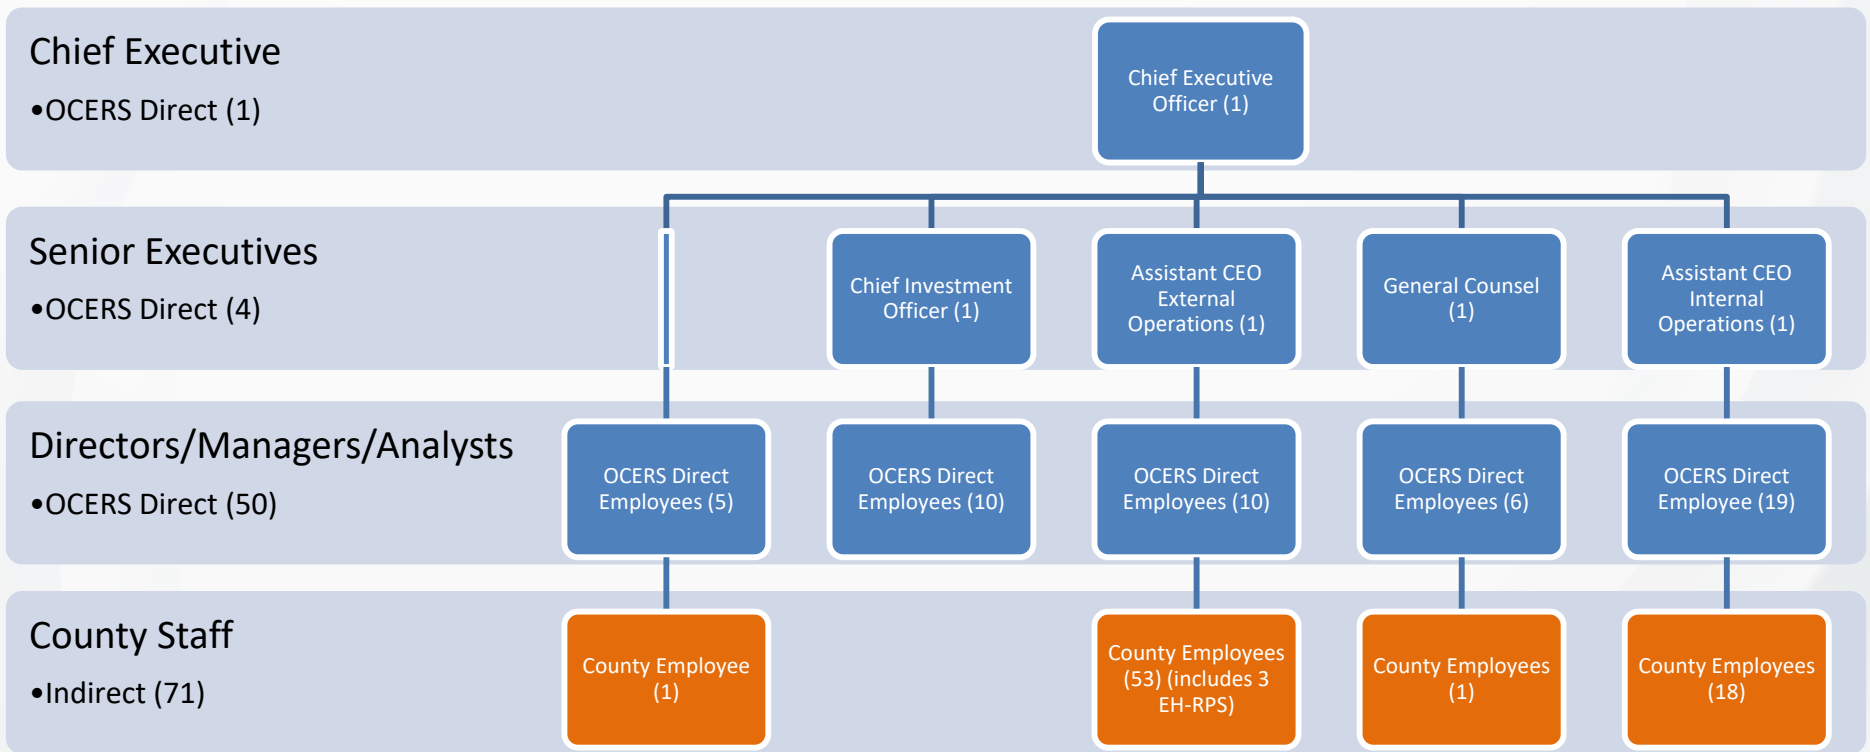 Chief Executive
•OCERS Direct (1)
Chief Executive
Officer (1)
Senior Executives
•OCERS Direct (4)
Chief Investment
Officer (1)
Assistant CEO
External
Operations (1)
General Counsel
(1)
Assistant CEO
Internal
Operations (1)
Directors/Managers/Analysts
•OCERS Direct (50)
OCERS Direct
Employees (5)
OCERS Direct
Employees (10)
OCERS Direct
Employees (10)
OCERS Direct
Employees (6)
OCERS Direct
Employee (19)
County Staff
•Indirect (71)
County Employee
(1)
County Employees
(53) (includes 3
EH-RPS)
County Employees
(1)
County Employees
(18)